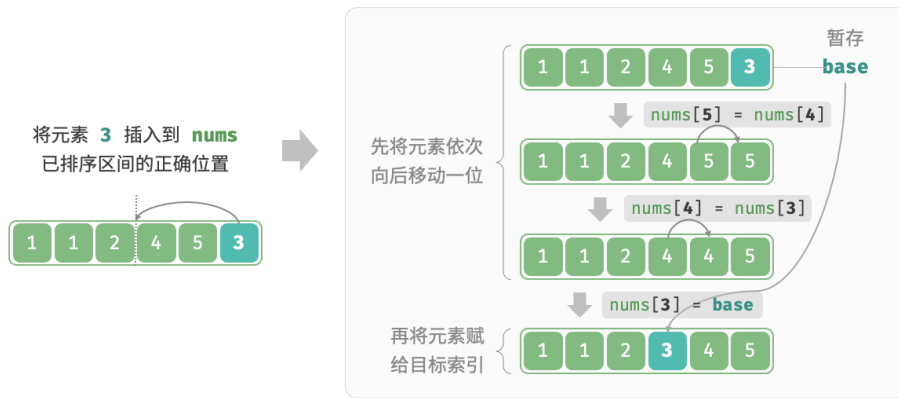 将元素 3 插入到 nums
已排序区间的正确位置
1 1 2 4 5 3
暂存
base
先将元素依次
向后移动一位
1 1 2 4 5 3
nums[5] = nums[4]
1 1 2 4 5 5
nums[4] = nums[3]
1 1 2 4 4 5
nums[3] = base
再将元素赋
给目标索引
1 1 2 3 4 5